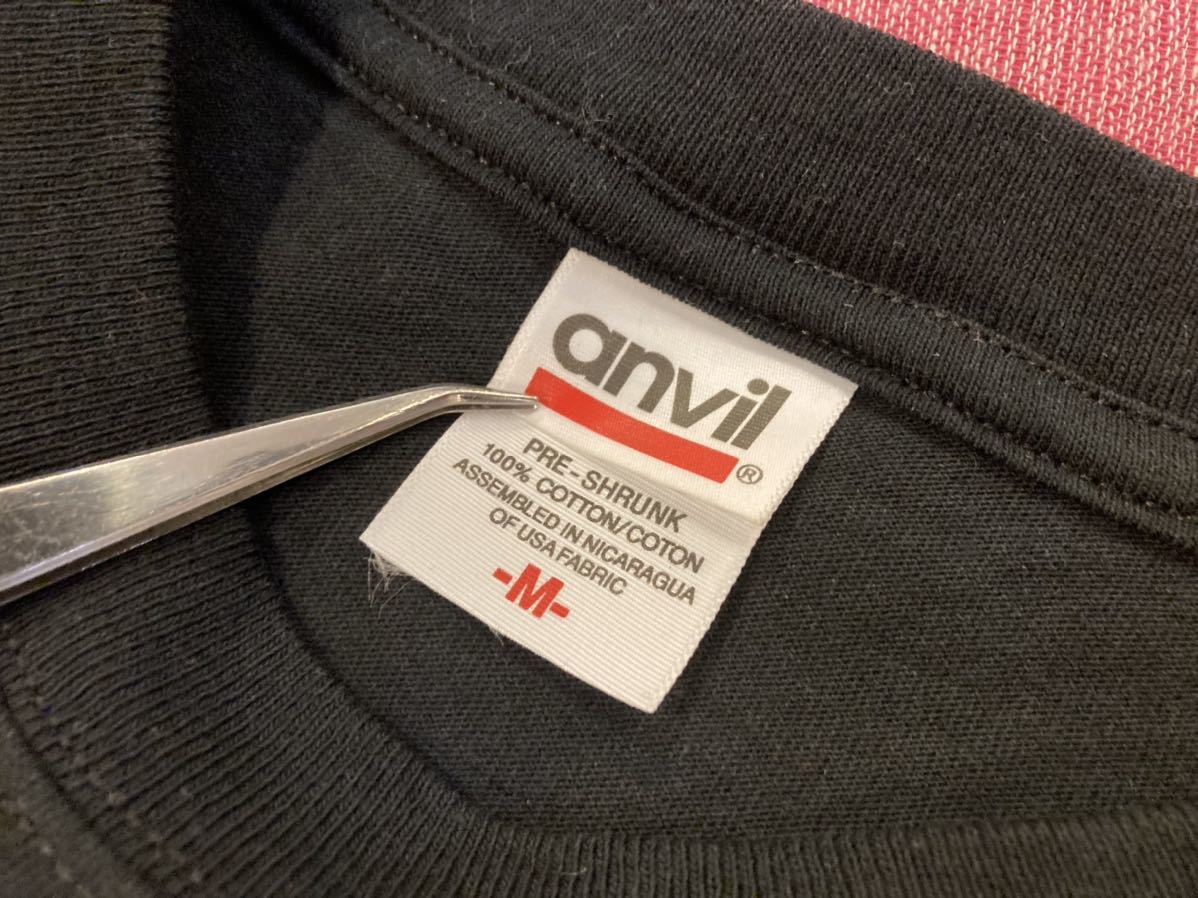 anvil®
PRE-SHRUNK
100% COTTON/COTON
ASSEMBLED IN NICARAGUA
OF USA FABRIC
-M-